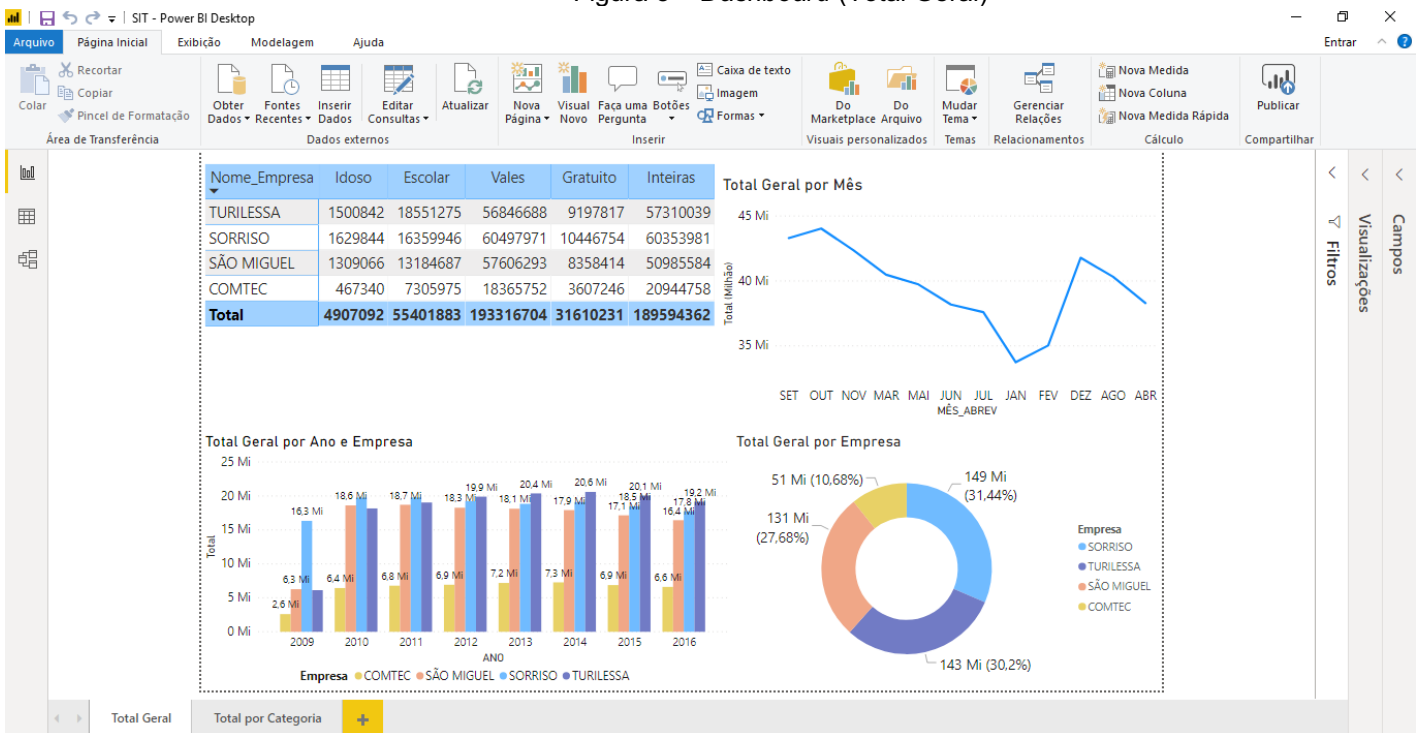 SIT - Power BI Desktop
Arquivo Página Inicial Exibição Modelagem Ajuda Entrar
Colar
Recortar
Copiar
Pincel de Formatação
Área de Transferência
Obter Dados
Fontes Recentes
Inserir Dados
Editar Consultas
Atualizar
Dados externos
Nova Página
Visual Novo
Faça uma Pergunta
Botões
Caixa de texto
Imagem
Formas
Inserir
Do Marketplace
Do Arquivo
Visuais personalizados
Mudar Tema
Temas
Gerenciar Relações
Relacionamentos
Nova Medida
Nova Coluna
Nova Medida Rápida
Cálculo
Publicar
Compartilhar
Nome_Empresa Idoso Escolar Vales Gratuito Inteiras
TURILESSA 1500842 18551275 56846688 9197817 57310039
SORRISO 1629844 16359946 60497971 10446754 60353981
SÃO MIGUEL 1309066 13184687 57606293 8358414 50985584
COMTEC 467340 7305975 18365752 3607246 20944758
Total 4907092 55401883 193316704 31610231 189594362
Total Geral por Mês
Total (Milhão)
45 Mi
40 Mi
35 Mi
SET OUT NOV MAR MAI JUN JUL JAN FEV DEZ AGO ABR
MÊS_ABREV
Total Geral por Ano e Empresa
Total
25 Mi
20 Mi
15 Mi
10 Mi
5 Mi
0 Mi
2,6 Mi 6,3 Mi 16,3 Mi
6,4 Mi 18,6 Mi
6,8 Mi 18,7 Mi
6,9 Mi 18,3 Mi 19,9 Mi
7,2 Mi 18,1 Mi 20,4 Mi
7,3 Mi 17,9 Mi 20,6 Mi
6,9 Mi 17,1 Mi 18,5 Mi 20,1 Mi
6,6 Mi 16,4 Mi 17,8 Mi 19,2 Mi
2009 2010 2011 2012 2013 2014 2015 2016
ANO
Empresa COMTEC SÃO MIGUEL SORRISO TURILESSA
Total Geral por Empresa
51 Mi (10,68%)
149 Mi
(31,44%)
131 Mi
(27,68%)
143 Mi (30,2%)
Empresa
SORRISO
TURILESSA
SÃO MIGUEL
COMTEC
Filtros
Visualizações
Campos
Total Geral Total por Categoria